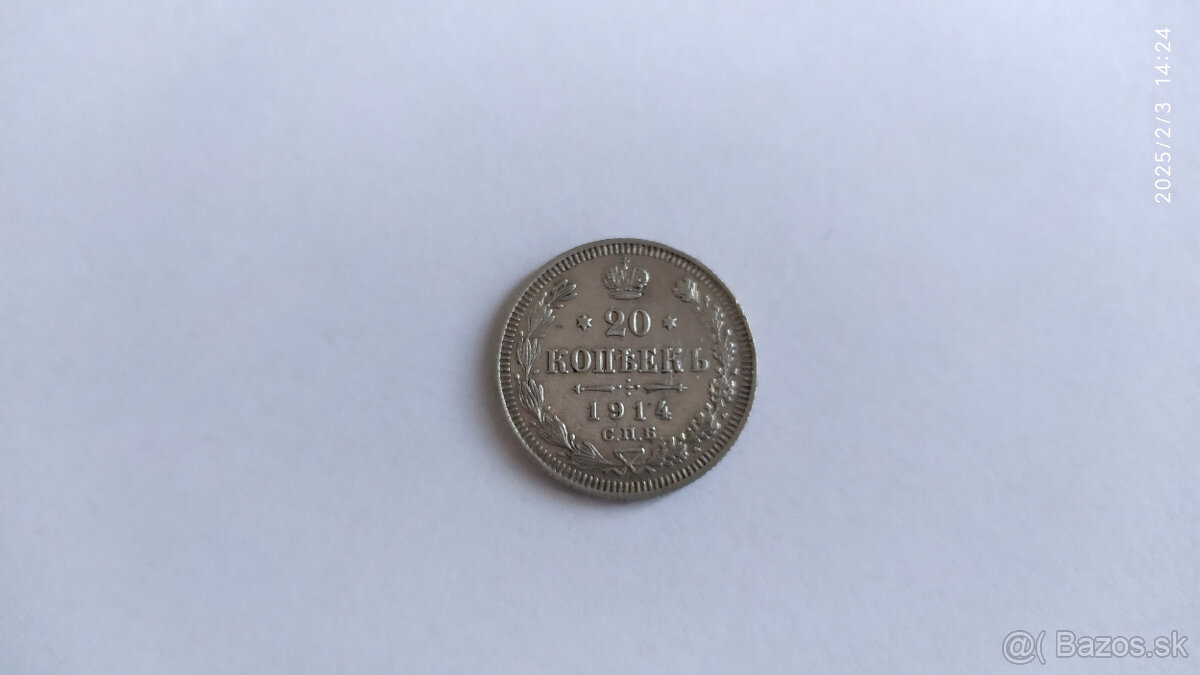 20
КОПѢЕКЪ
1914
С.П.Б
2025/2/3 14:24
@( Bazos.sk